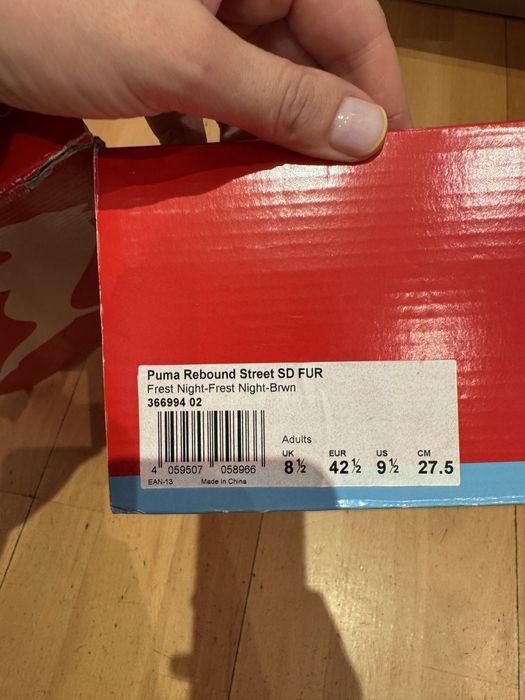 Puma Rebound Street SD FUR
Frest Night-Frest Night-Brwn
366994 02
4 059507 058966
EAN-13 Made in China
Adults
UK EUR US CM
8½ 42½ 9½ 27.5